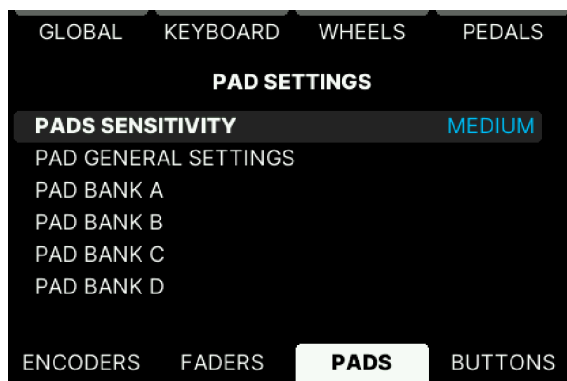 GLOBAL KEYBOARD WHEELS PEDALS
PAD SETTINGS
PADS SENSITIVITY MEDIUM
PAD GENERAL SETTINGS
PAD BANK A
PAD BANK B
PAD BANK C
PAD BANK D
ENCODERS FADERS PADS BUTTONS